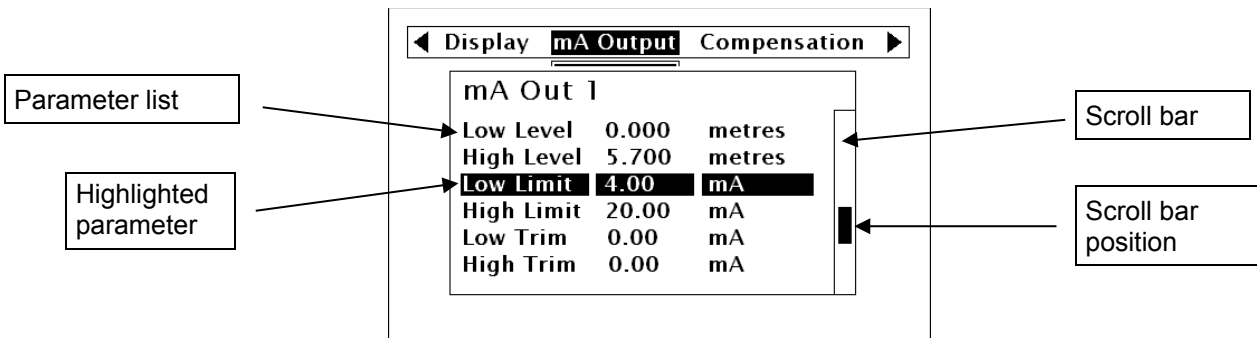 Display mA Output Compensation
mA Out 1
Low Level 0.000 metres
High Level 5.700 metres
Low Limit 4.00 mA
High Limit 20.00 mA
Low Trim 0.00 mA
High Trim 0.00 mA
Parameter list
Highlighted
parameter
Scroll bar
Scroll bar
position